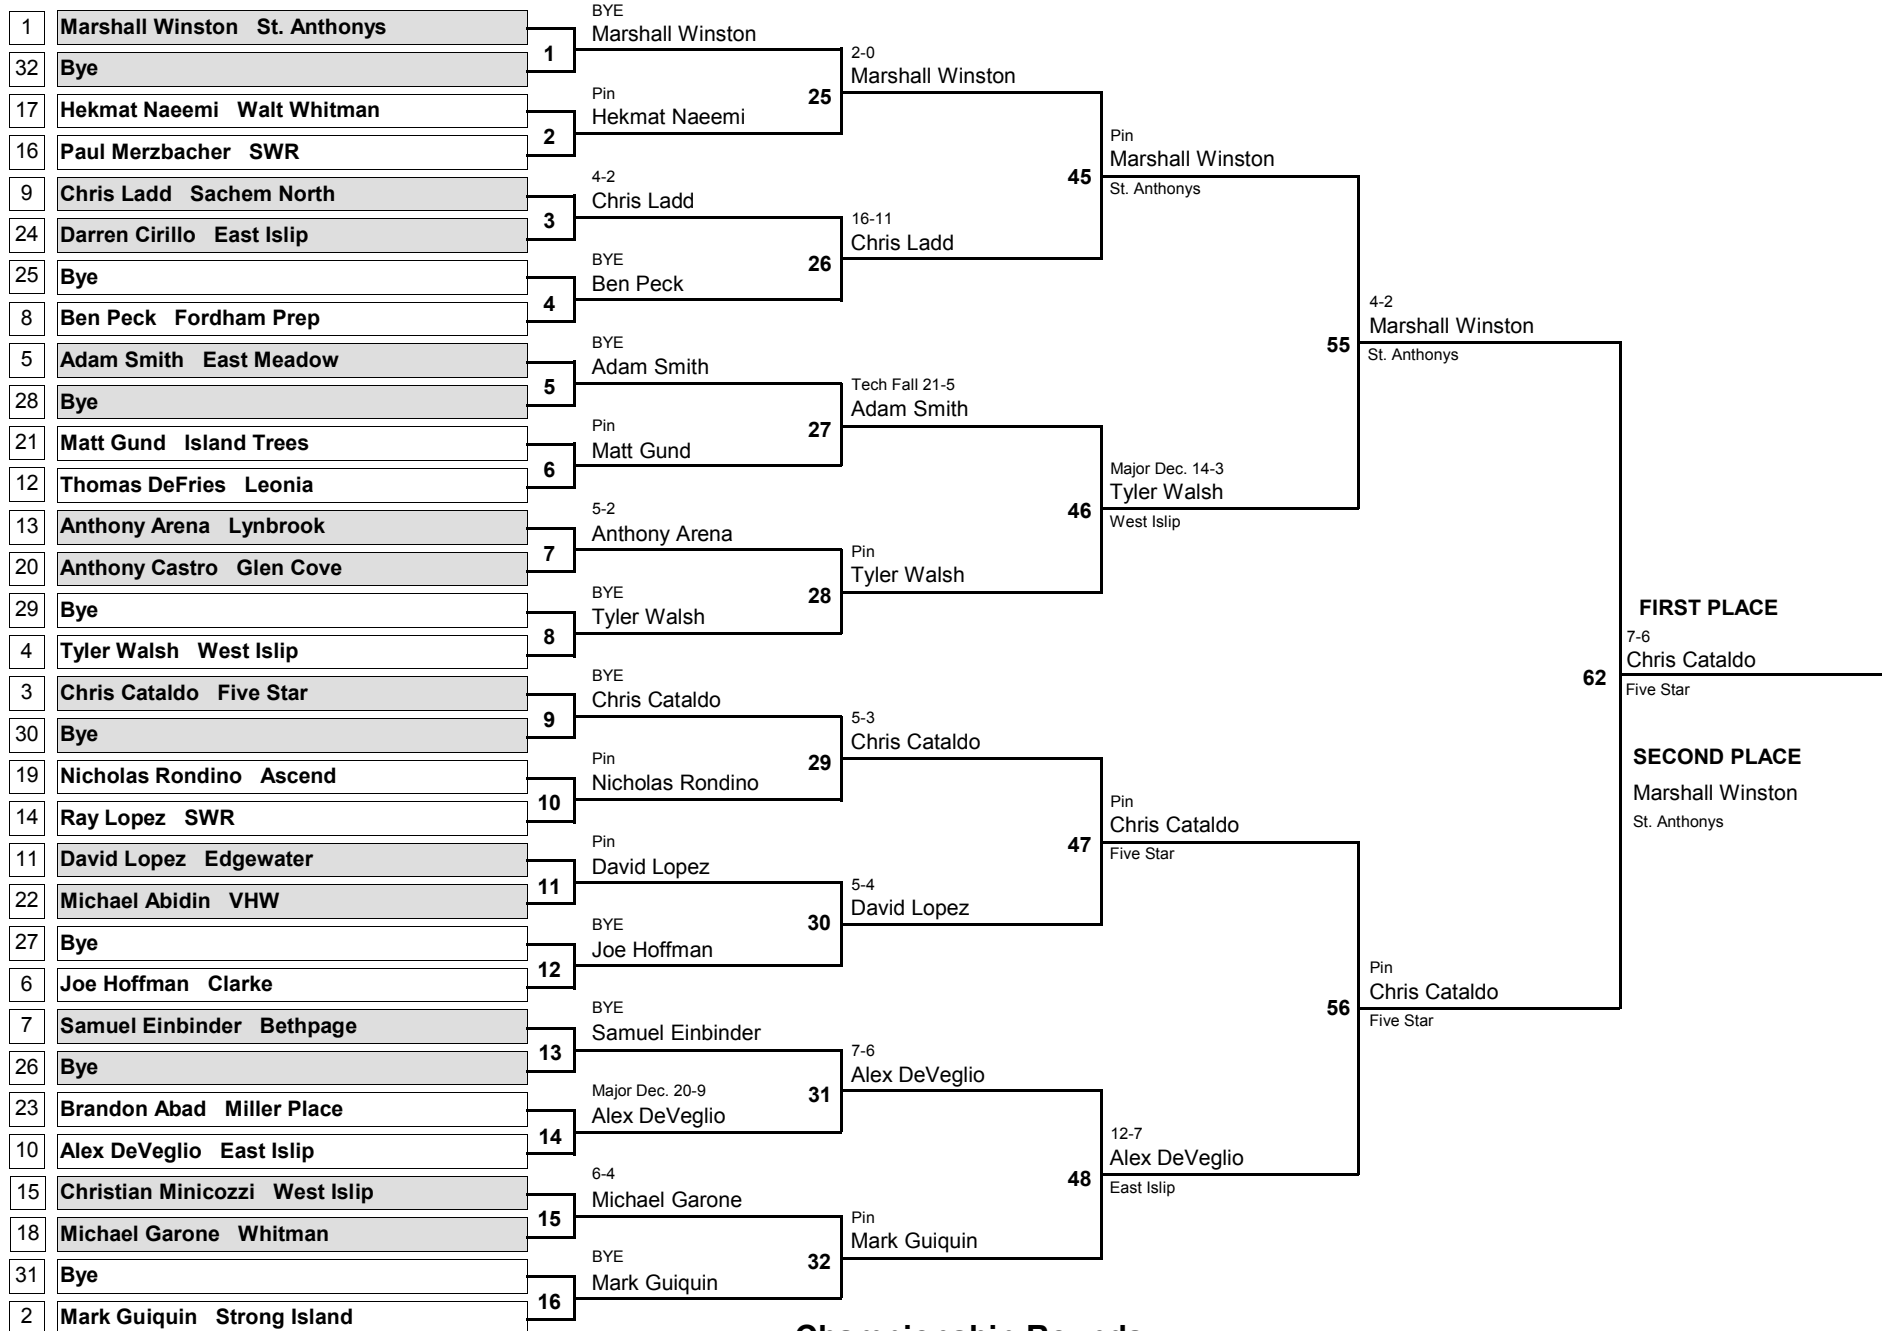 1 Marshall Winston St. Anthonys
32 Bye
17 Hekmat Naeemi Walt Whitman
16 Paul Merzbacher SWR
9 Chris Ladd Sachem North
24 Darren Cirillo East Islip
25 Bye
8 Ben Peck Fordham Prep
5 Adam Smith East Meadow
28 Bye
21 Matt Gund Island Trees
12 Thomas DeFries Leonia
13 Anthony Arena Lynbrook
20 Anthony Castro Glen Cove
29 Bye
4 Tyler Walsh West Islip
3 Chris Cataldo Five Star
30 Bye
19 Nicholas Rondino Ascend
14 Ray Lopez SWR
11 David Lopez Edgewater
22 Michael Abidin VHW
27 Bye
6 Joe Hoffman Clarke
7 Samuel Einbinder Bethpage
26 Bye
23 Brandon Abad Miller Place
10 Alex DeVeglio East Islip
15 Christian Minicozzi West Islip
18 Michael Garone Whitman
31 Bye
2 Mark Guiquin Strong Island
1
2
3
4
5
6
7
8
9
10
11
12
13
14
15
16
BYE
Marshall Winston
Pin
Hekmat Naeemi
4-2
Chris Ladd
BYE
Ben Peck
BYE
Adam Smith
Pin
Matt Gund
5-2
Anthony Arena
BYE
Tyler Walsh
BYE
Chris Cataldo
Pin
Nicholas Rondino
Pin
David Lopez
BYE
Joe Hoffman
BYE
Samuel Einbinder
Major Dec. 20-9
Alex DeVeglio
6-4
Michael Garone
BYE
Mark Guiquin
25
26
27
28
29
30
31
32
2-0
Marshall Winston
16-11
Chris Ladd
Tech Fall 21-5
Adam Smith
Pin
Tyler Walsh
5-3
Chris Cataldo
5-4
David Lopez
7-6
Alex DeVeglio
Pin
Mark Guiquin
45
46
47
48
Pin
Marshall Winston
St. Anthonys
Major Dec. 14-3
Tyler Walsh
West Islip
Pin
Chris Cataldo
Five Star
12-7
Alex DeVeglio
East Islip
55
56
4-2
Marshall Winston
St. Anthonys
Pin
Chris Cataldo
Five Star
62
FIRST PLACE
7-6
Chris Cataldo
Five Star
SECOND PLACE
Marshall Winston
St. Anthonys
Championship Rounds